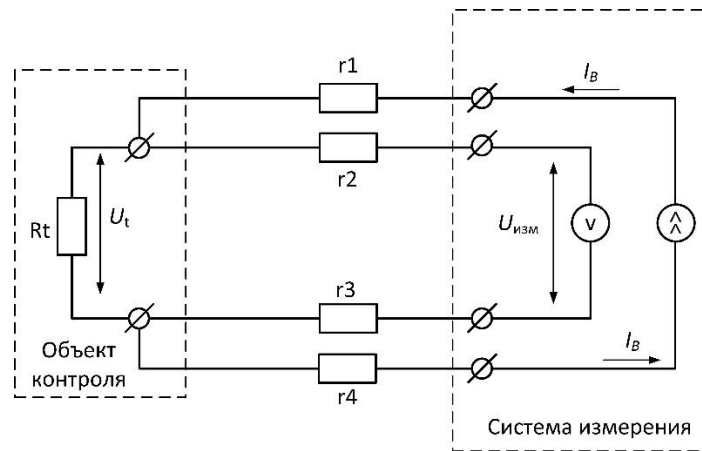 r1
I_B
r2
Rt
U_t
U_изм
v
r3
Объект
контроля
r4
I_B
Система измерения